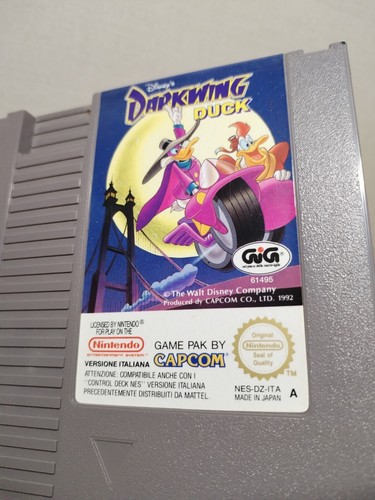 Disney's
DARKWING
DUCK
GiG
61495
© The Walt Disney Company
Produced by CAPCOM CO., LTD. 1992
LICENSED BY NINTENDO®
FOR PLAY ON THE
Nintendo
ENTERTAINMENT SYSTEM™
VERSIONE ITALIANA
GAME PAK BY
CAPCOM®
Original
Nintendo
Seal of
Quality
TM
ATTENZIONE: COMPATIBILE ANCHE CON I
"CONTROL DECK NES" VERSIONE ITALIANA
PRECEDENTEMENTE DISTRIBUITI DA MATTEL.
NES-DZ-ITA
MADE IN JAPAN
A